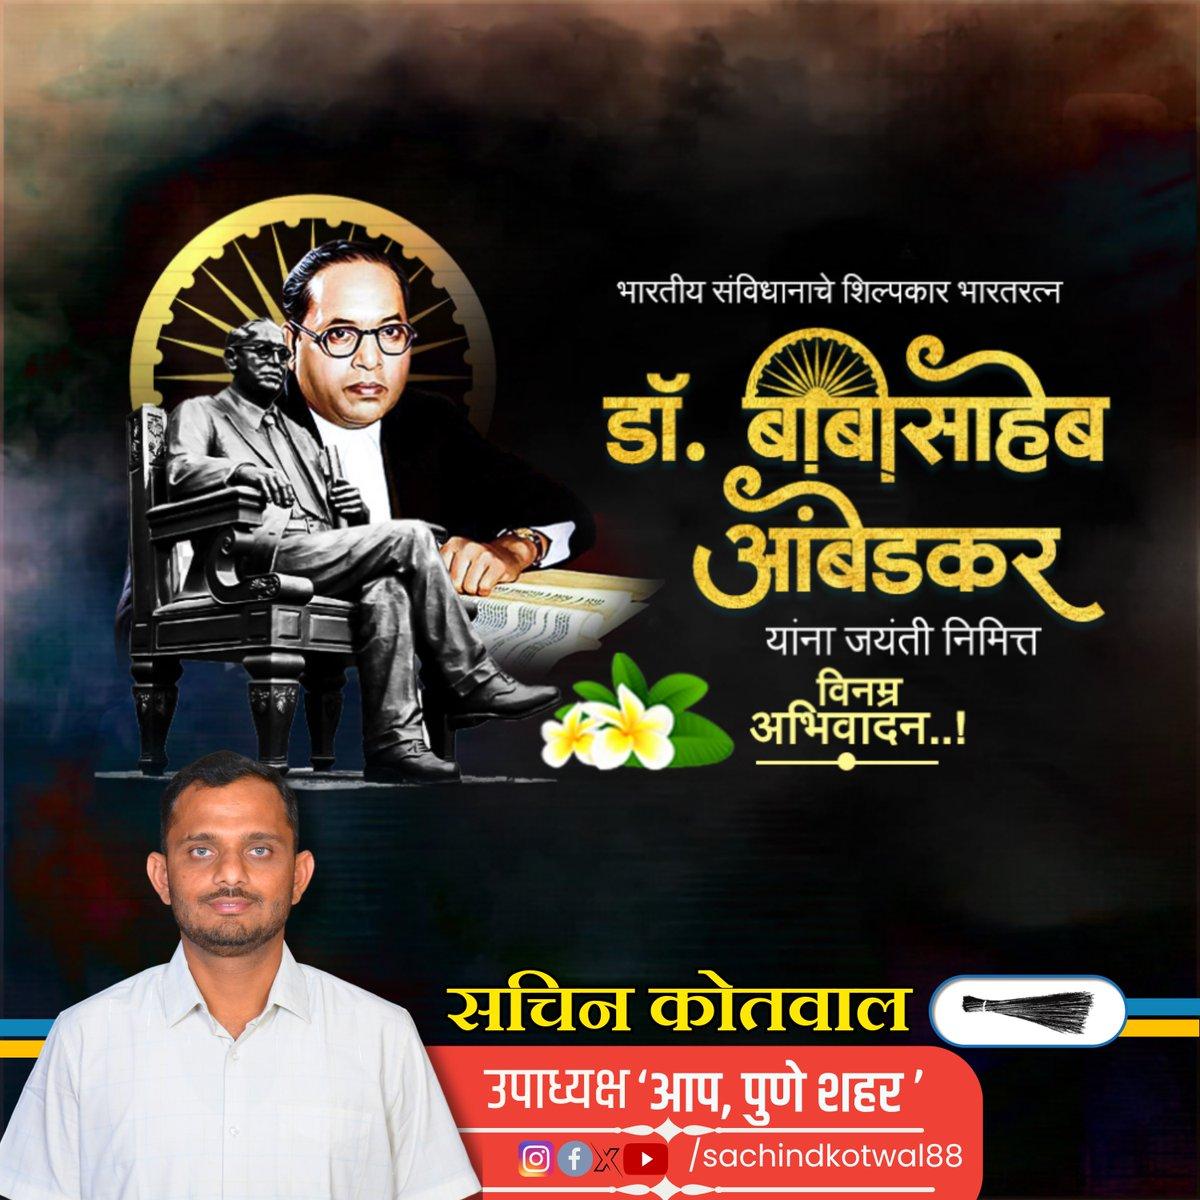 भारतीय संविधानाचे शिल्पकार भारतरत्न
डॉ. बाबासाहेब
आंबेडकर
यांना जयंती निमित्त
विनम्र
अभिवादन..!
सचिन कोतवाल
उपाध्यक्ष ‘आप, पुणे शहर ’
/sachindkotwal88